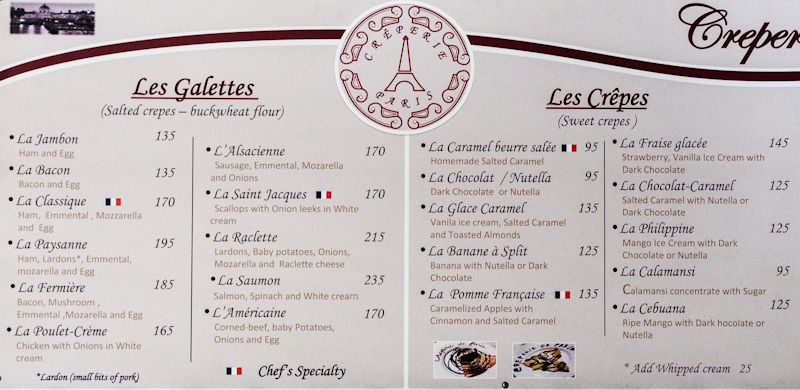 Creper
CRÊPERIE
PARIS
Les Galettes
(Salted crepes – buckwheat flour)
• La Jambon 135
Ham and Egg
• La Bacon 135
Bacon and Egg
• La Classique 170
Ham, Emmental , Mozzarella
and Egg
• La Paysanne 195
Ham, Lardons*, Emmental,
mozarella and Egg
• La Fermière 185
Bacon, Mushroom ,
Emmental ,Mozarella and Egg
• La Poulet-Crème 165
Chicken with Onions in White
cream
*Lardon (small bits of pork)
• L'Alsacienne 170
Sausage, Emmental, Mozarella
and Onions
• La Saint Jacques 170
Scallops with Onion leeks in White
cream
• La Raclette 215
Lardons, Baby potatoes, Onions,
Mozarella and Raclette cheese
• La Saumon 235
Salmon, Spinach and White cream
• L'Américaine 170
Corned-beef, baby Potatoes,
Onions and Egg
Chef's Specialty
Les Crêpes
(Sweet crepes )
• La Caramel beurre salée 95
Homemade Salted Caramel
• La Chocolat / Nutella 95
Dark Chocolate or Nutella
• La Glace Caramel 135
Vanila ice cream, Salted Caramel
and Toasted Almonds
• La Banane à Split 125
Banana with Nutella or Dark
Chocolate
• La Pomme Française 135
Caramelized Apples with
Cinnamon and Salted Caramel
• La Fraise glacée 145
Strawberry, Vanilla Ice Cream with
Dark Chocolate
• La Chocolat-Caramel 125
Salted Caramel with Nutella or
Dark Chocolate
• La Philippine 125
Mango Ice Cream with Dark
Chocolate or Nutella
• La Calamansi 95
Calamansi concentrate with Sugar
• La Cebuana 125
Ripe Mango with Dark hocolate or
Nutella
* Add Whipped cream 25